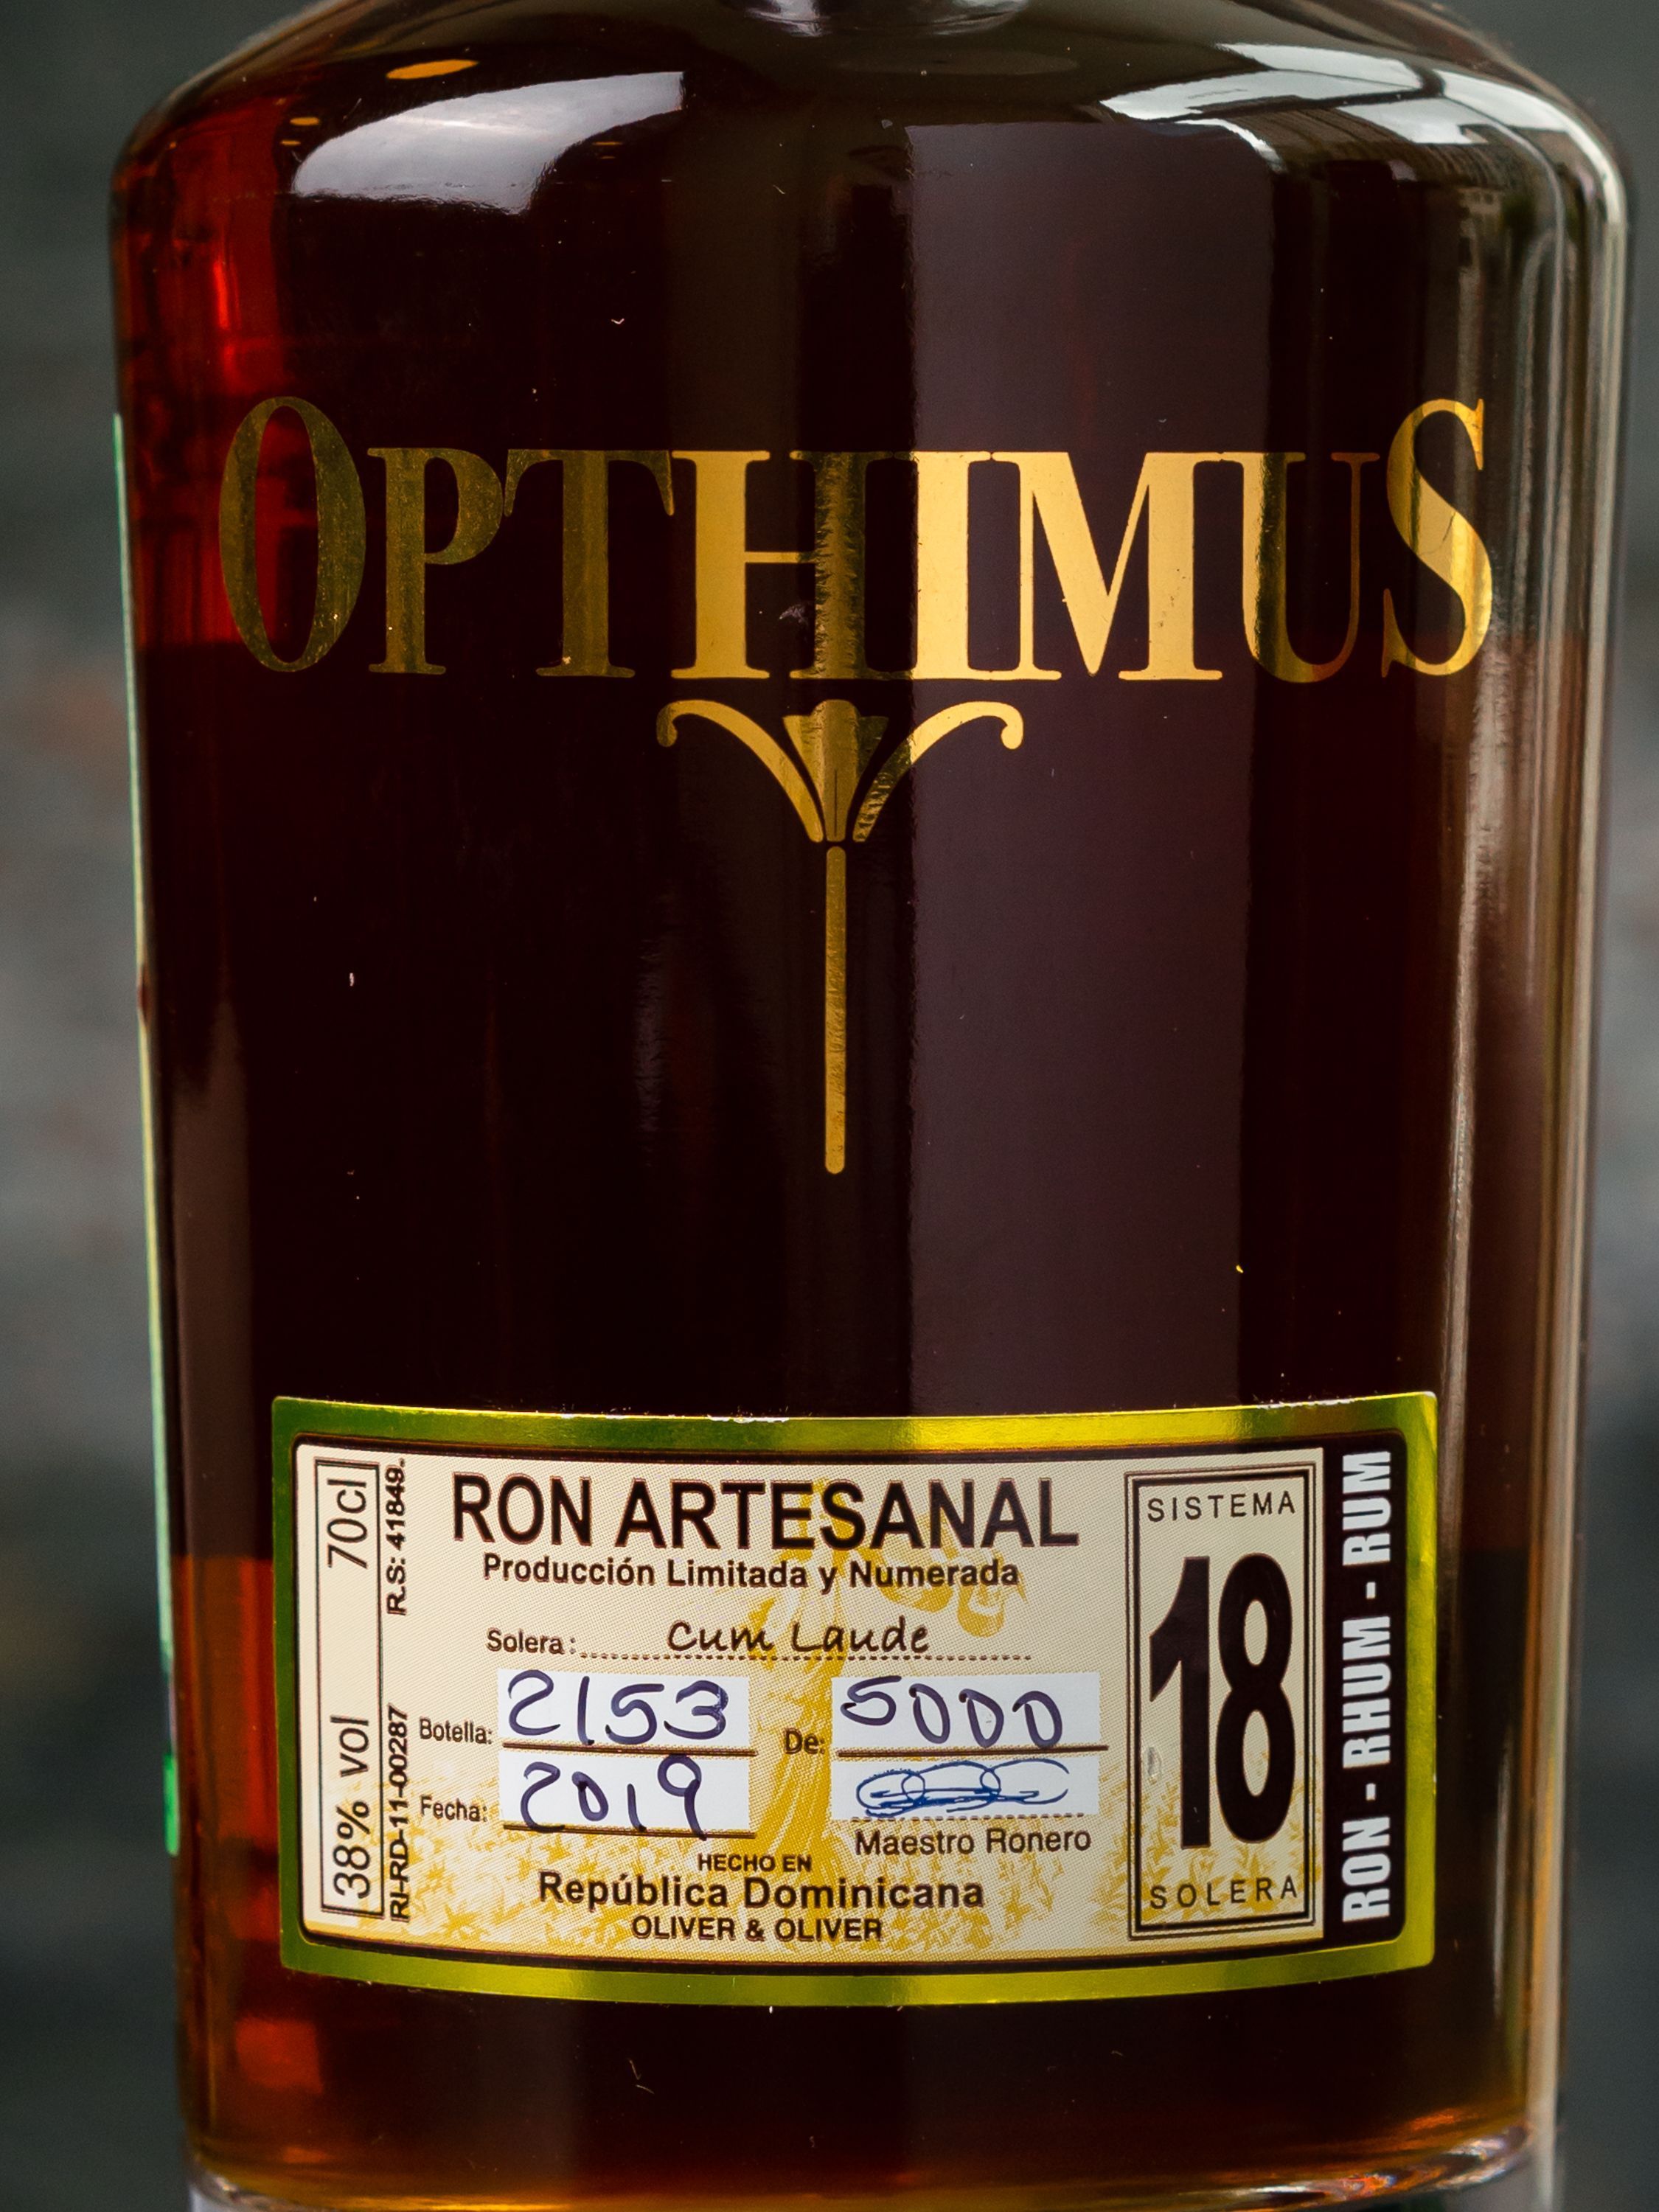 OPTHIMUS
70cl
38% vol
R.S: 41849.
RI-RD-11-00287
RON ARTESANAL
Producción Limitada y Numerada
Solera: Cum Laude
Botella: 2153 De: 5000
Fecha: 2019
Maestro Ronero
HECHO EN
República Dominicana
OLIVER & OLIVER
SISTEMA
18
SOLERA
RON - RHUM - RUM